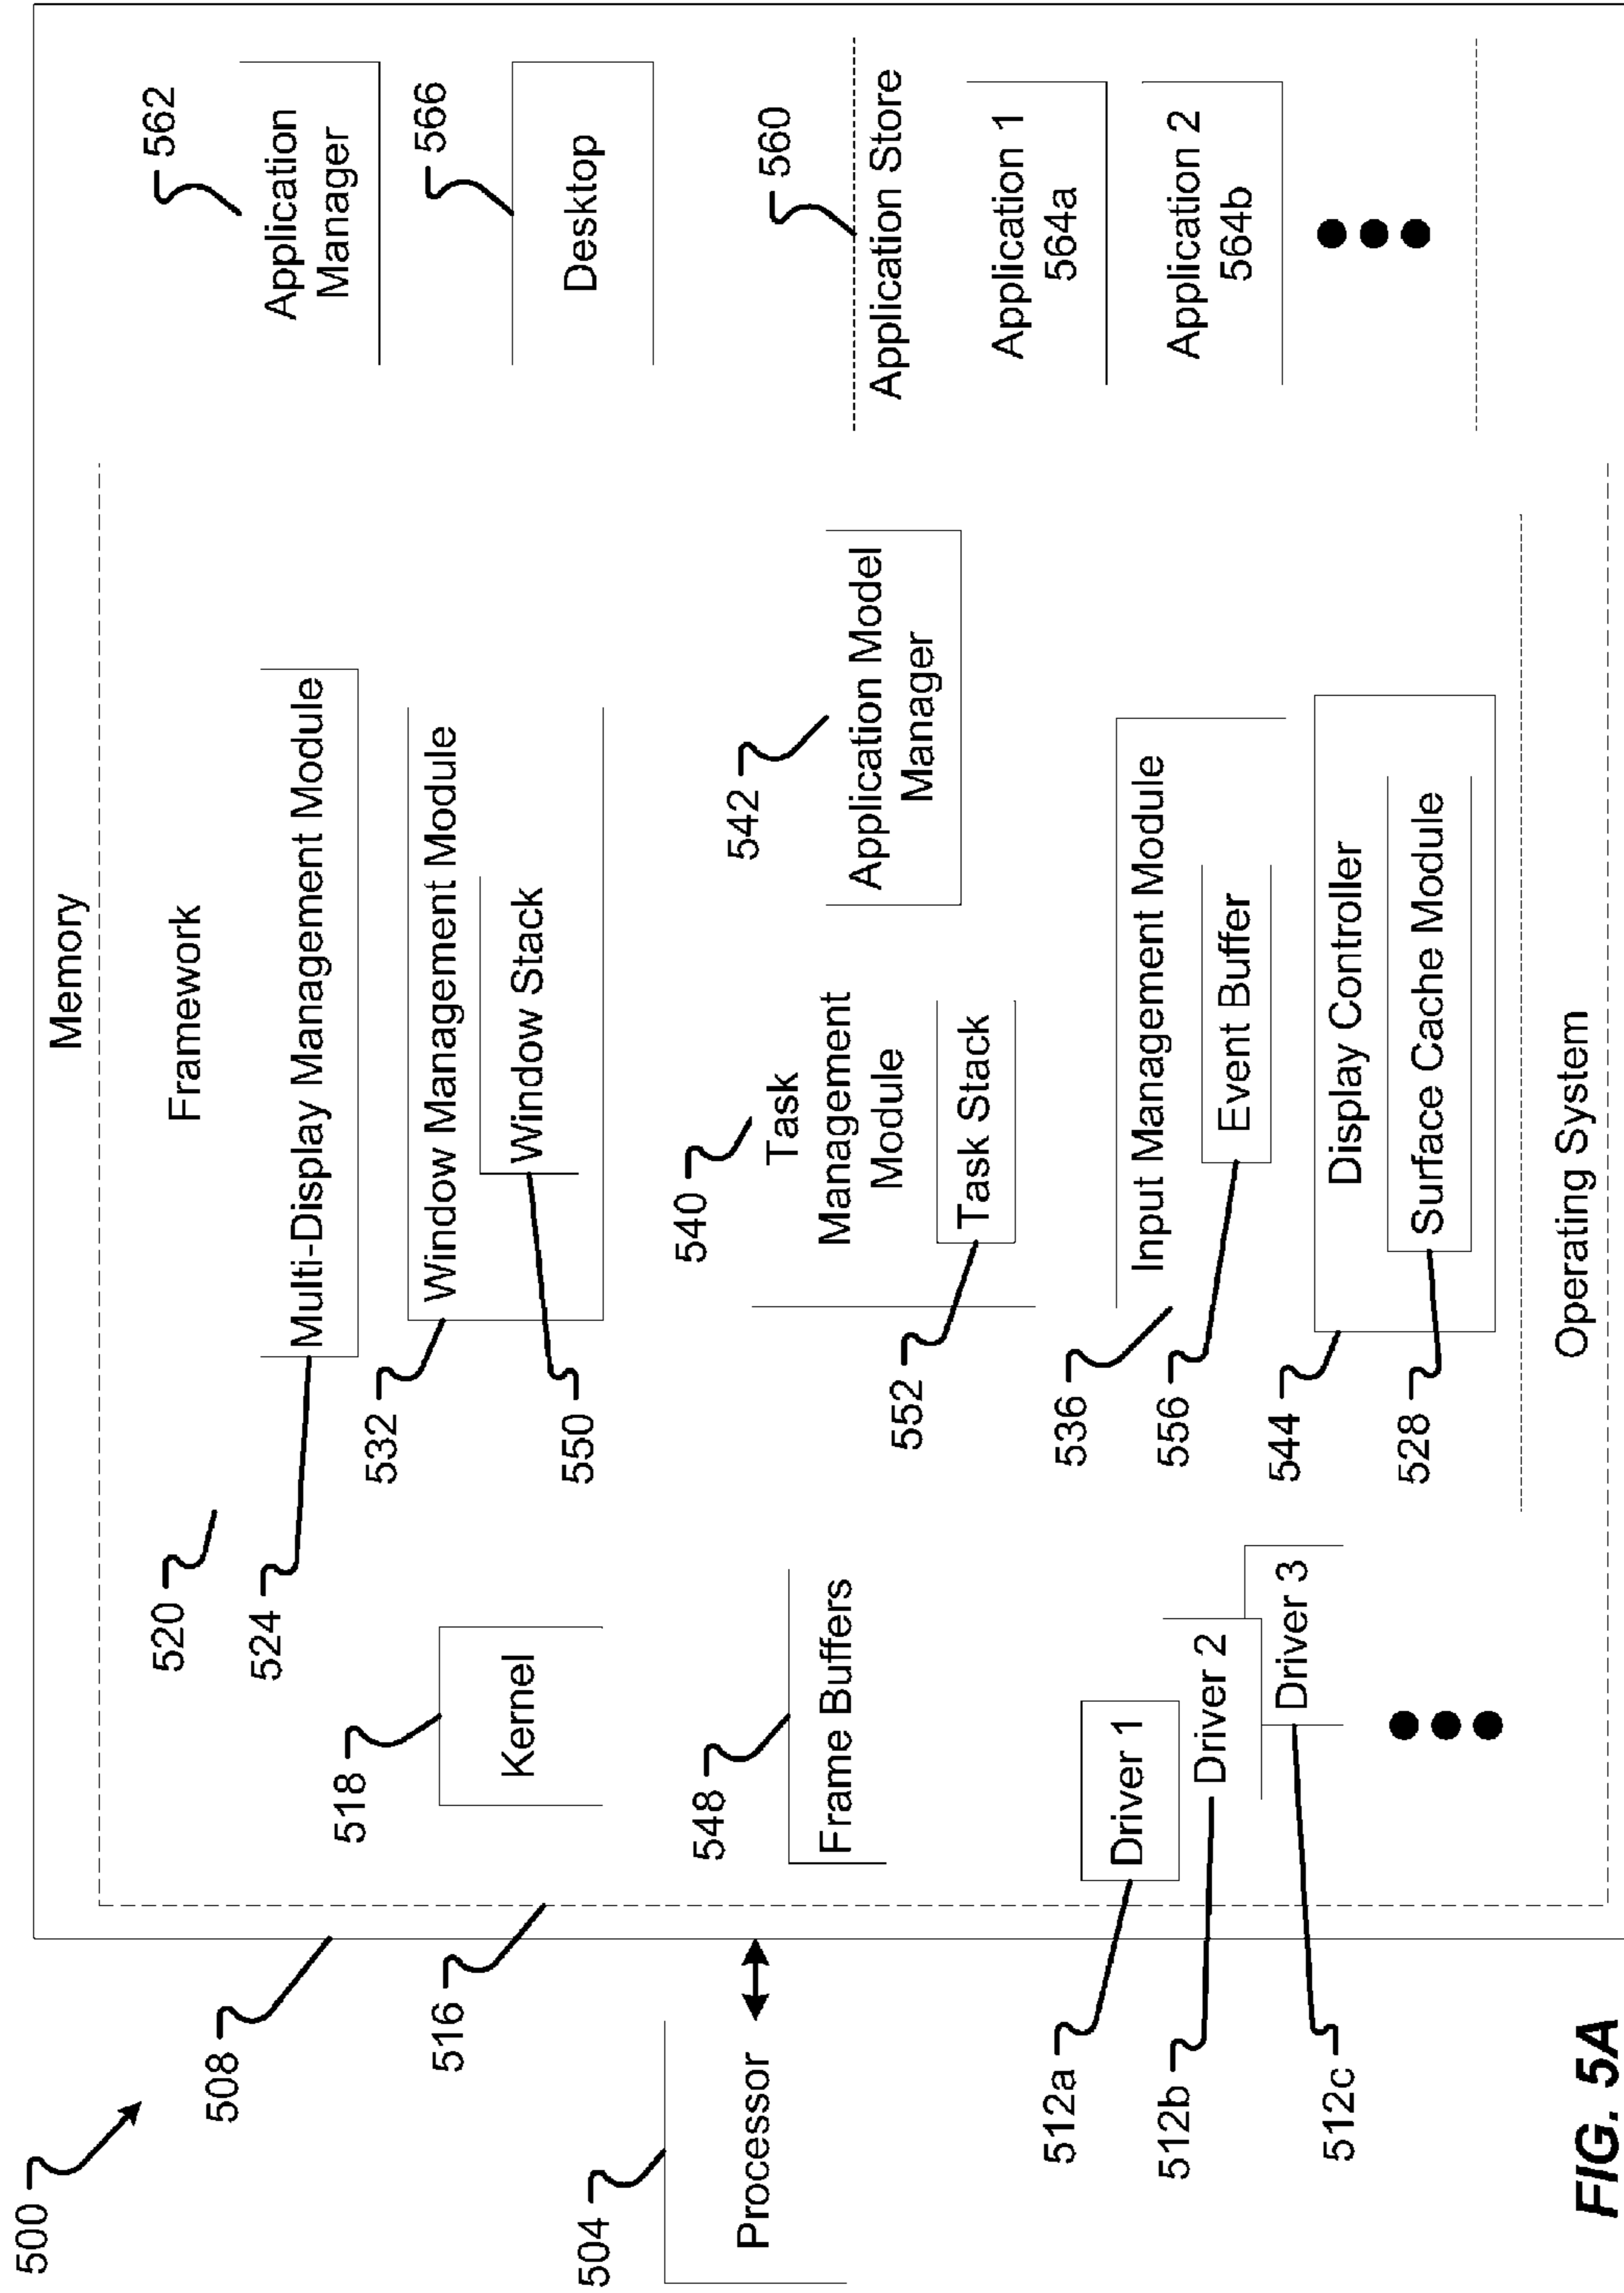 500
508
Memory
516
504
Processor
520
Framework
524
Multi-Display Management Module
518
Kernel
532
Window Management Module
550
Window Stack
548
Frame Buffers
540
Task
Management
Module
552
Task Stack
542
Application Model
Manager
512a
Driver 1
512b
Driver 2
512c
Driver 3
536
Input Management Module
556
Event Buffer
544
Display Controller
528
Surface Cache Module
Operating System
562
Application
Manager
566
Desktop
560
Application Store
Application 1
564a
Application 2
564b
FIG. 5A